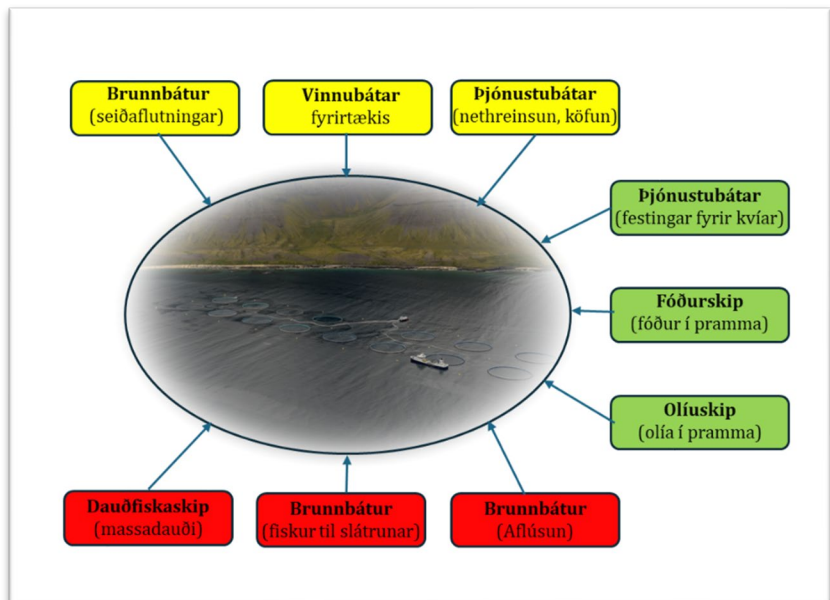 Brunnbátur
(seiðaflutningar)
Vinnubátar
fyrirtækis
Þjónustubátar
(nethreinsun, köfun)
Þjónustubátar
(festingar fyrir kvíar)
Fóðurskip
(fóður í pramma)
Olíuskip
(olía í pramma)
Dauðfiskaskip
(massadauði)
Brunnbátur
(fiskur til slátrunar)
Brunnbátur
(Aflúsun)